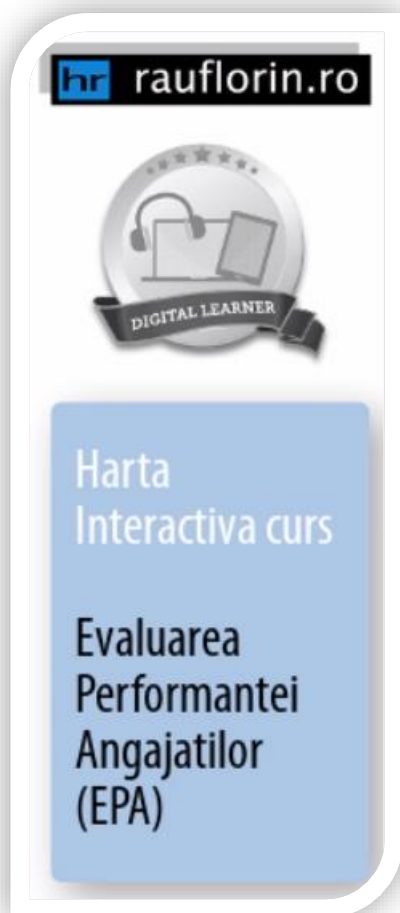 hr rauflorin.ro
DIGITAL LEARNER
Harta
Interactiva curs
Evaluarea
Performantei
Angajatilor
(EPA)